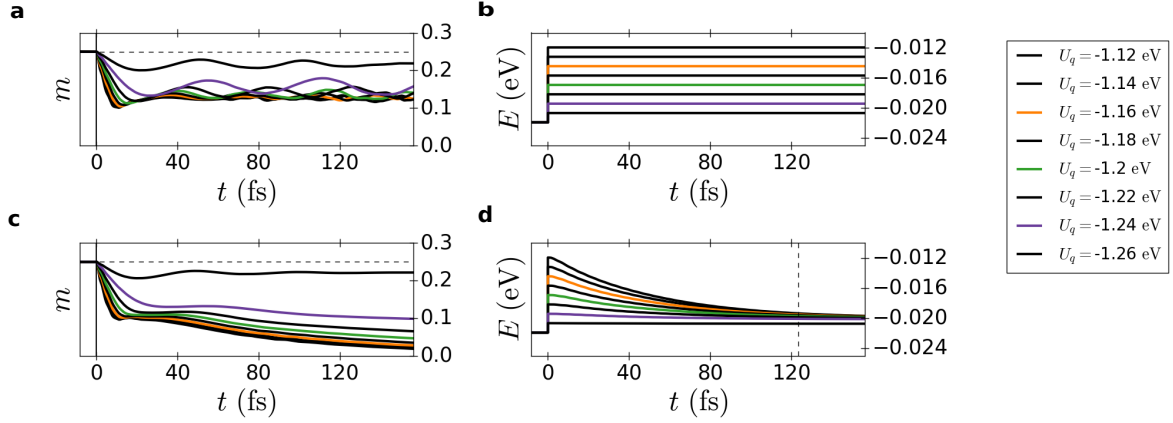 a
0.3
0.2
0.1
0.0
m
0 40 80 120
t (fs)
b
−0.012
−0.016
−0.020
−0.024
E (eV)
0 40 80 120
t (fs)
U_q = -1.12 eV
U_q = -1.14 eV
U_q = -1.16 eV
U_q = -1.18 eV
U_q = -1.2 eV
U_q = -1.22 eV
U_q = -1.24 eV
U_q = -1.26 eV
c
0.3
0.2
0.1
0.0
m
0 40 80 120
t (fs)
d
−0.012
−0.016
−0.020
−0.024
E (eV)
0 40 80 120
t (fs)